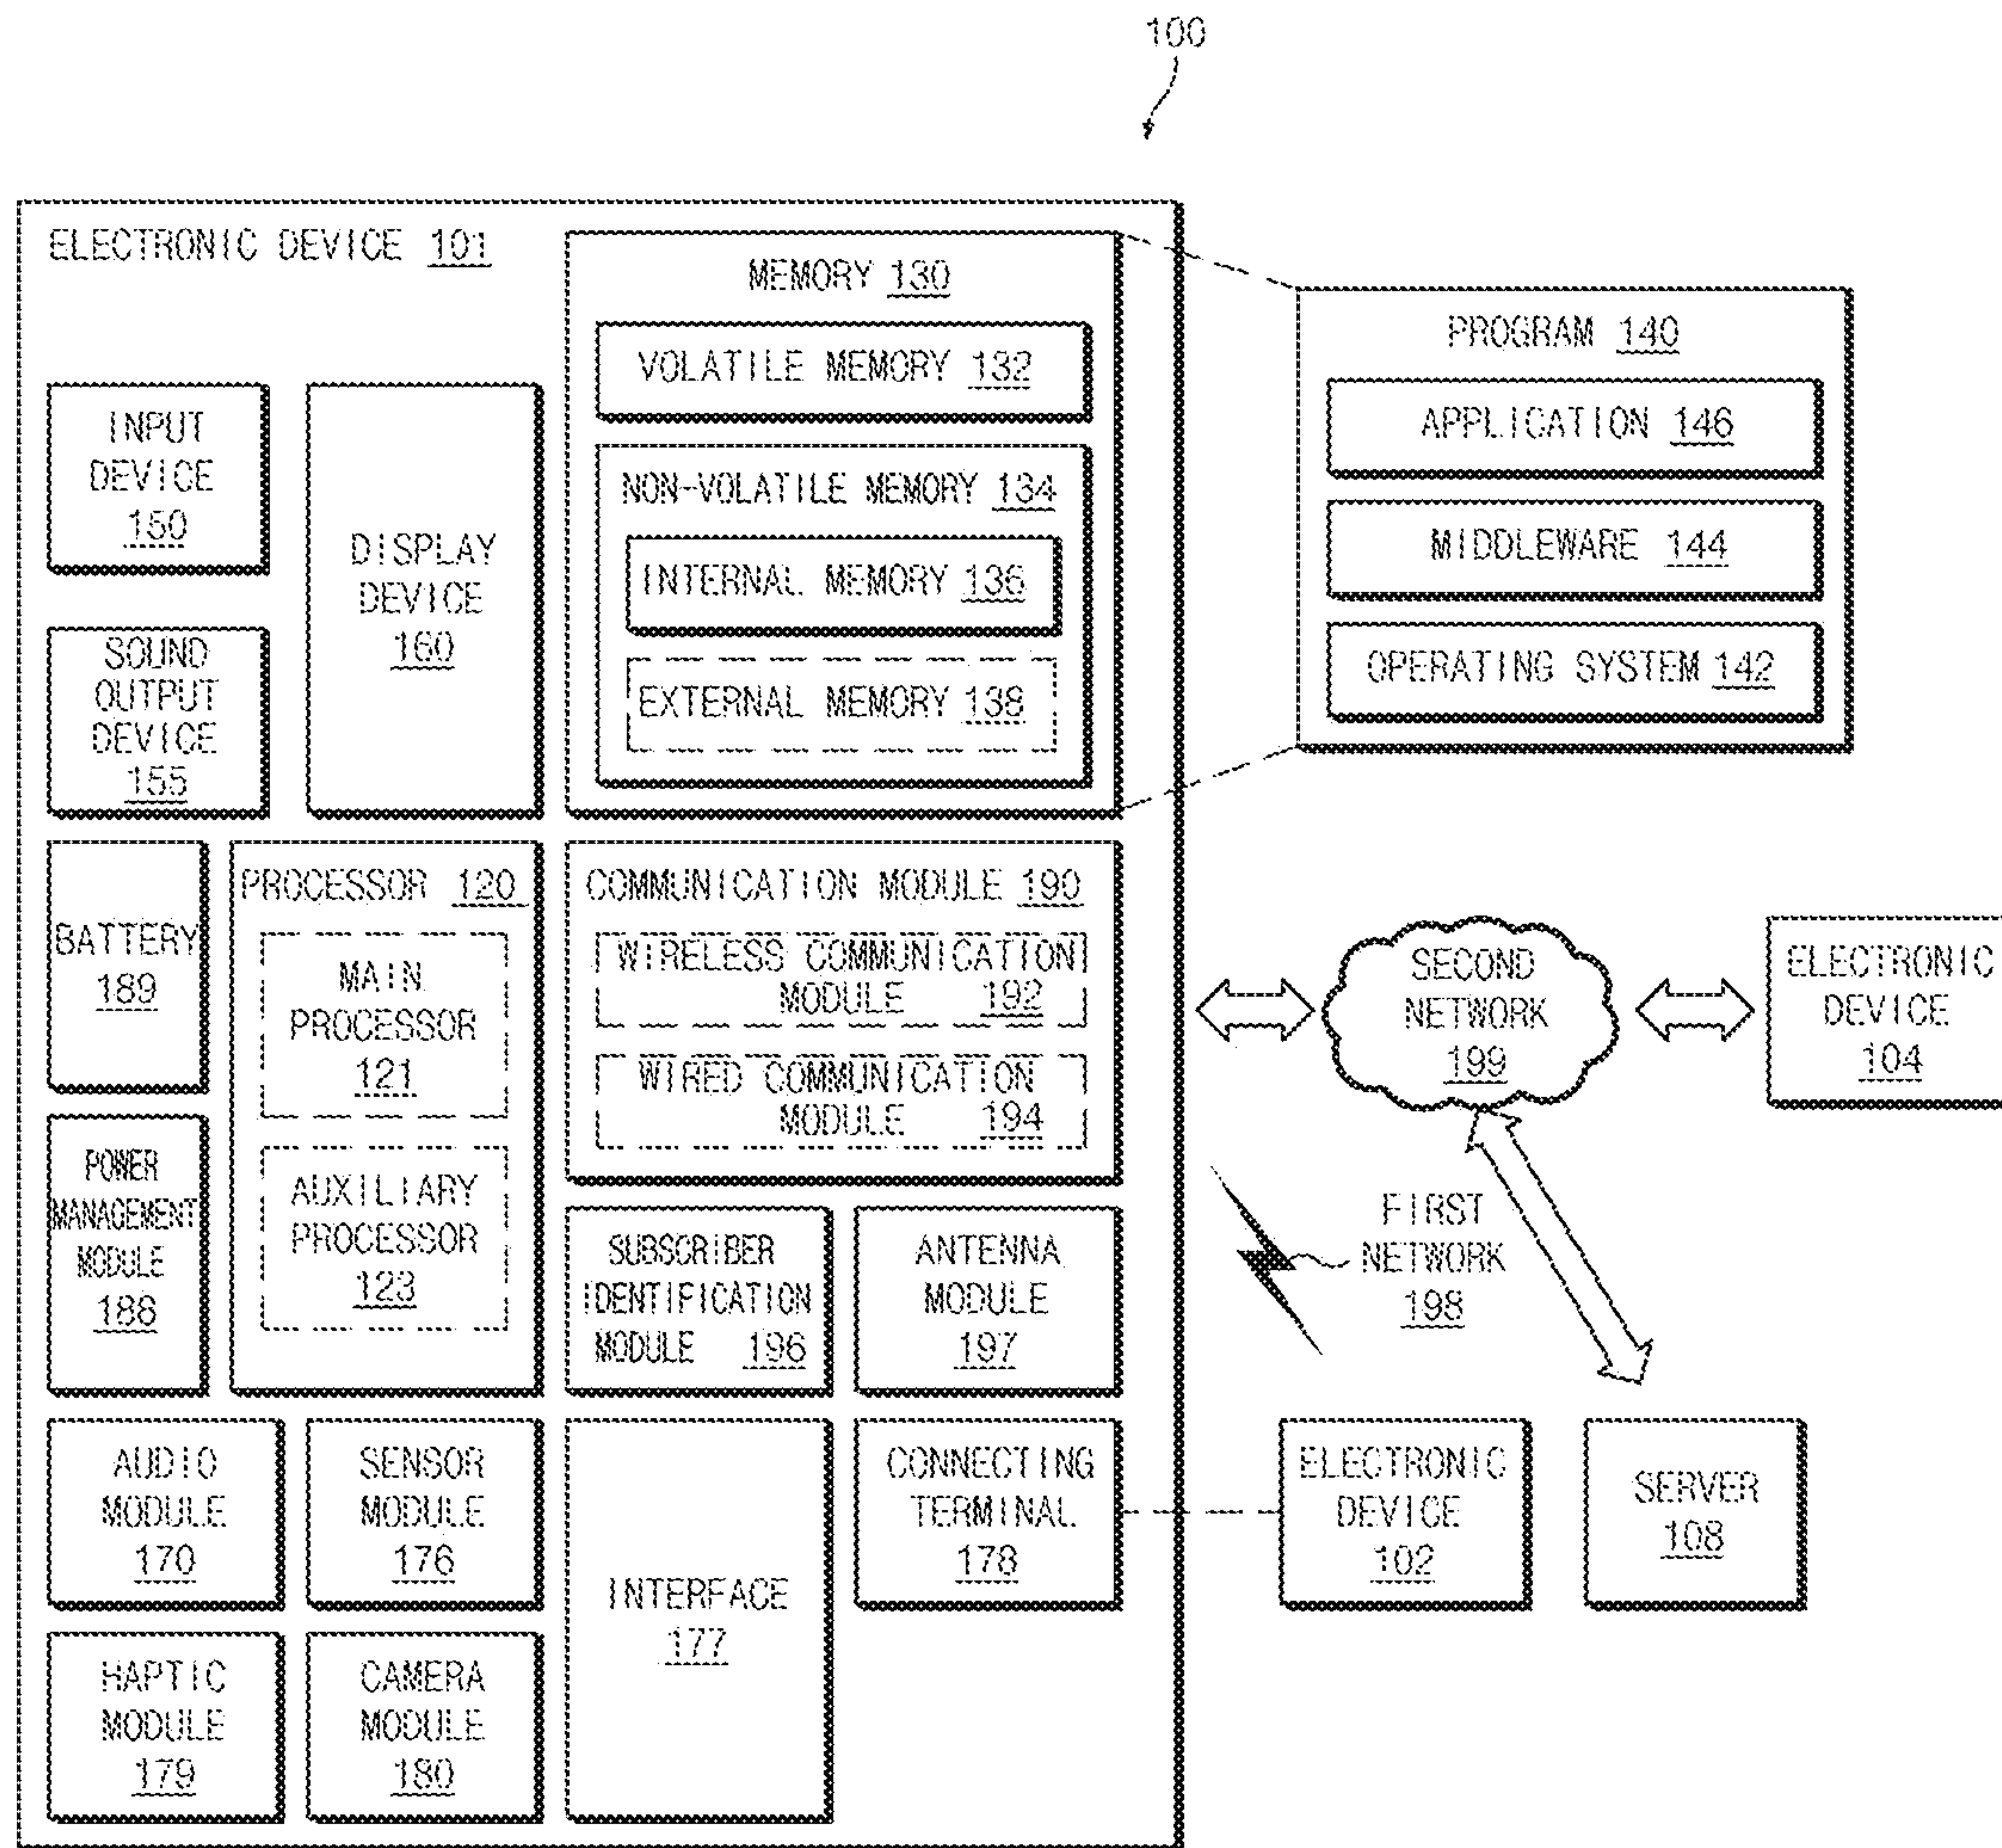 100
ELECTRONIC DEVICE 101
MEMORY 130
VOLATILE MEMORY 132
NON-VOLATILE MEMORY 134
INTERNAL MEMORY 136
EXTERNAL MEMORY 138
PROGRAM 140
APPLICATION 146
MIDDLEWARE 144
OPERATING SYSTEM 142
INPUT
DEVICE
150
DISPLAY
DEVICE
160
SOUND
OUTPUT
DEVICE
155
BATTERY
189
PROCESSOR 120
MAIN
PROCESSOR
121
AUXILIARY
PROCESSOR
123
COMMUNICATION MODULE 190
WIRELESS COMMUNICATION
MODULE 192
WIRED COMMUNICATION
MODULE 194
SECOND
NETWORK
199
ELECTRONIC
DEVICE
104
POWER
MANAGEMENT
MODULE
188
SUBSCRIBER
IDENTIFICATION
MODULE 196
ANTENNA
MODULE
197
FIRST
NETWORK
198
AUDIO
MODULE
170
SENSOR
MODULE
176
INTERFACE
177
CONNECTING
TERMINAL
178
ELECTRONIC
DEVICE
102
SERVER
108
HAPTIC
MODULE
179
CAMERA
MODULE
180